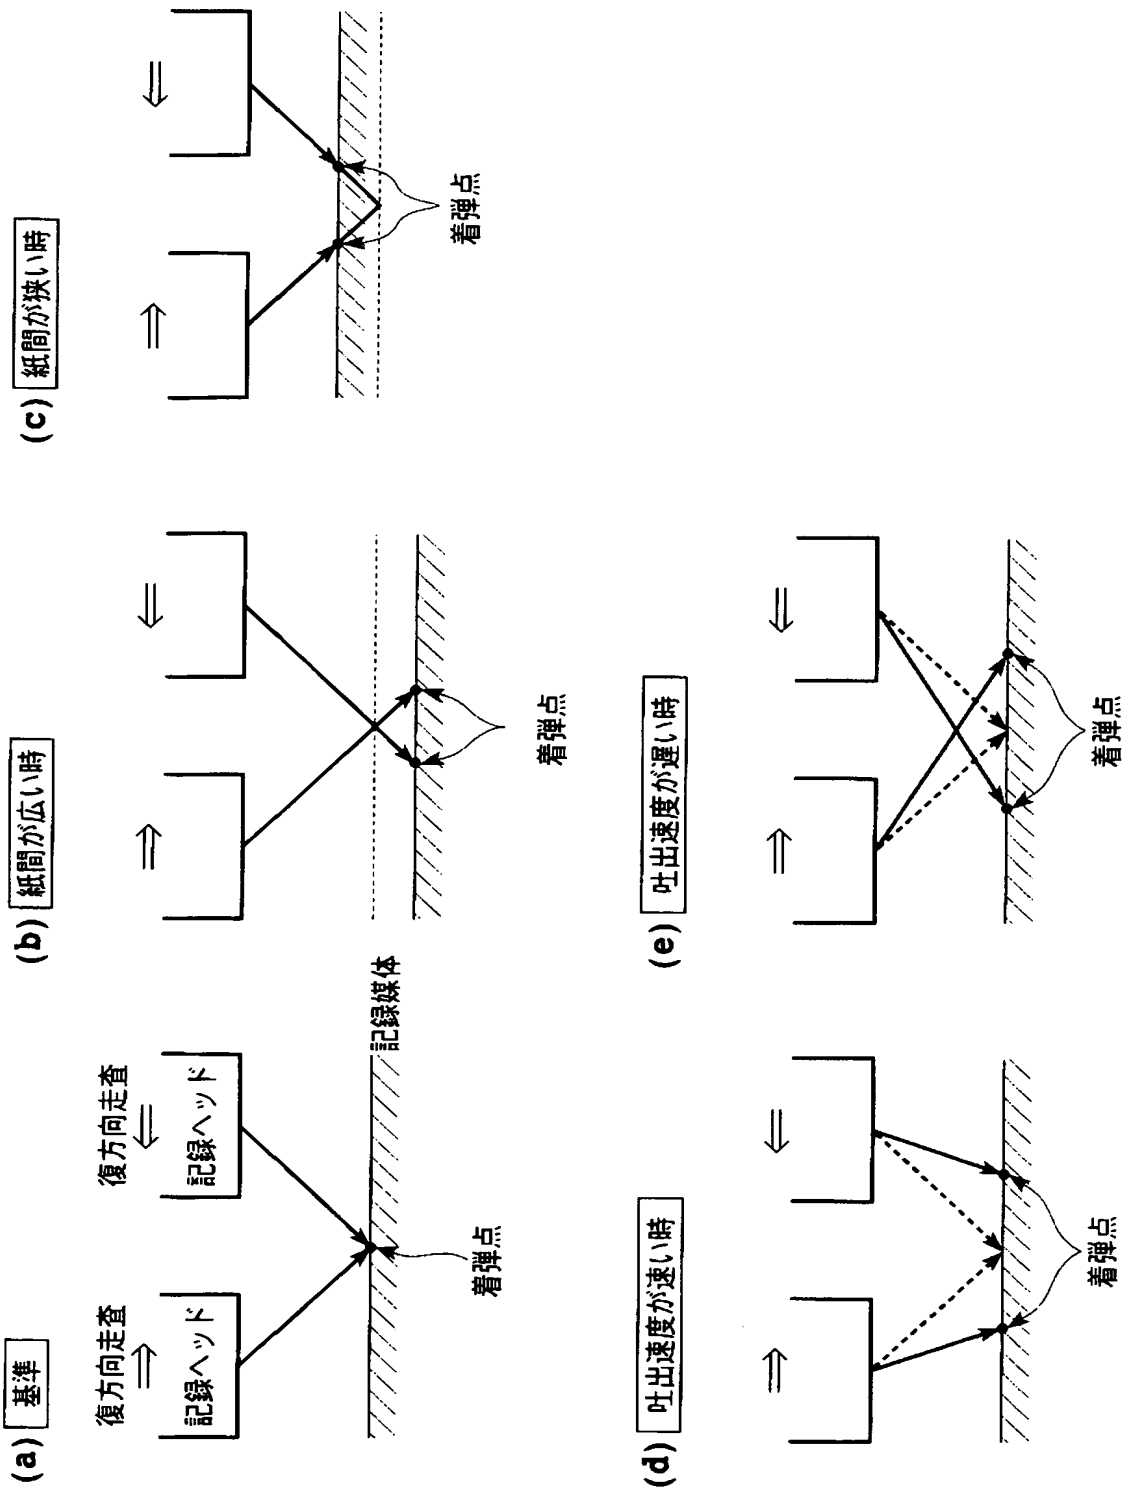 (a) 基準
復方向走査
復方向走査
記録ヘッド
記録ヘッド
記録媒体
着弾点
(b) 紙間が広い時
着弾点
(c) 紙間が狭い時
着弾点
(d) 吐出速度が速い時
着弾点
(e) 吐出速度が遅い時
着弾点